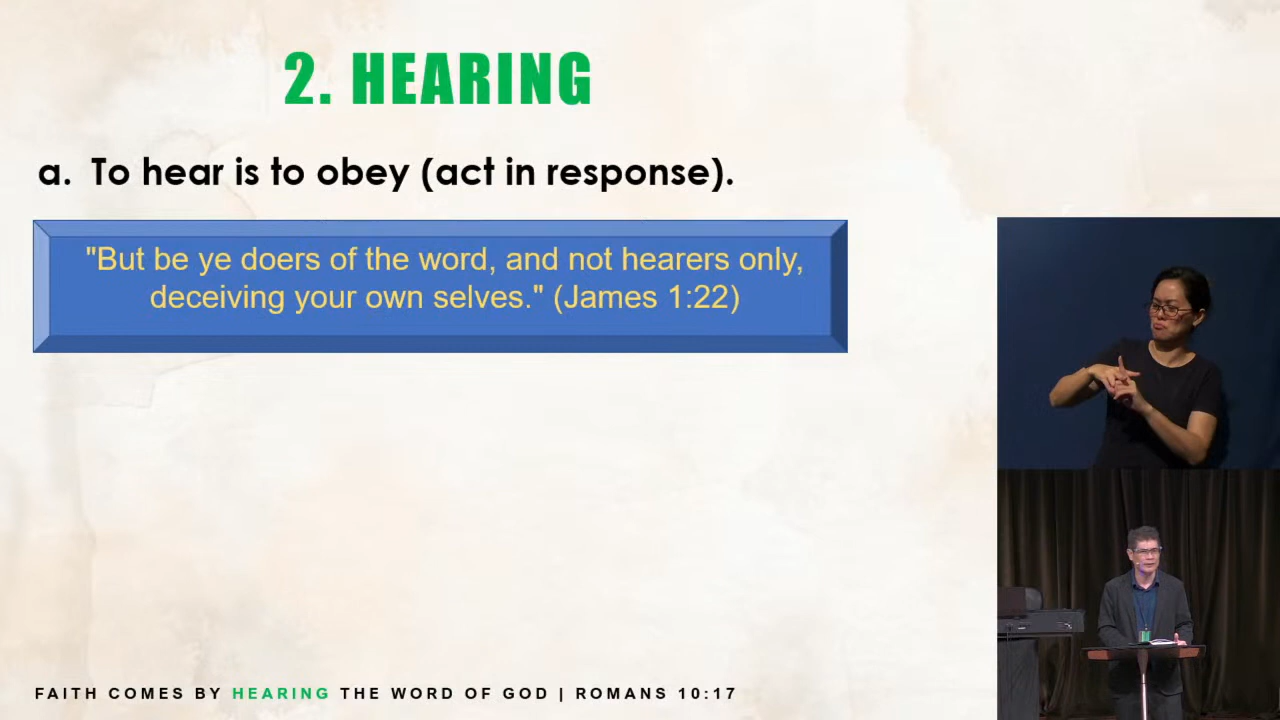 2. HEARING
a. To hear is to obey (act in response).
"But be ye doers of the word, and not hearers only,
deceiving your own selves." (James 1:22)
FAITH COMES BY HEARING THE WORD OF GOD | ROMANS 10:17